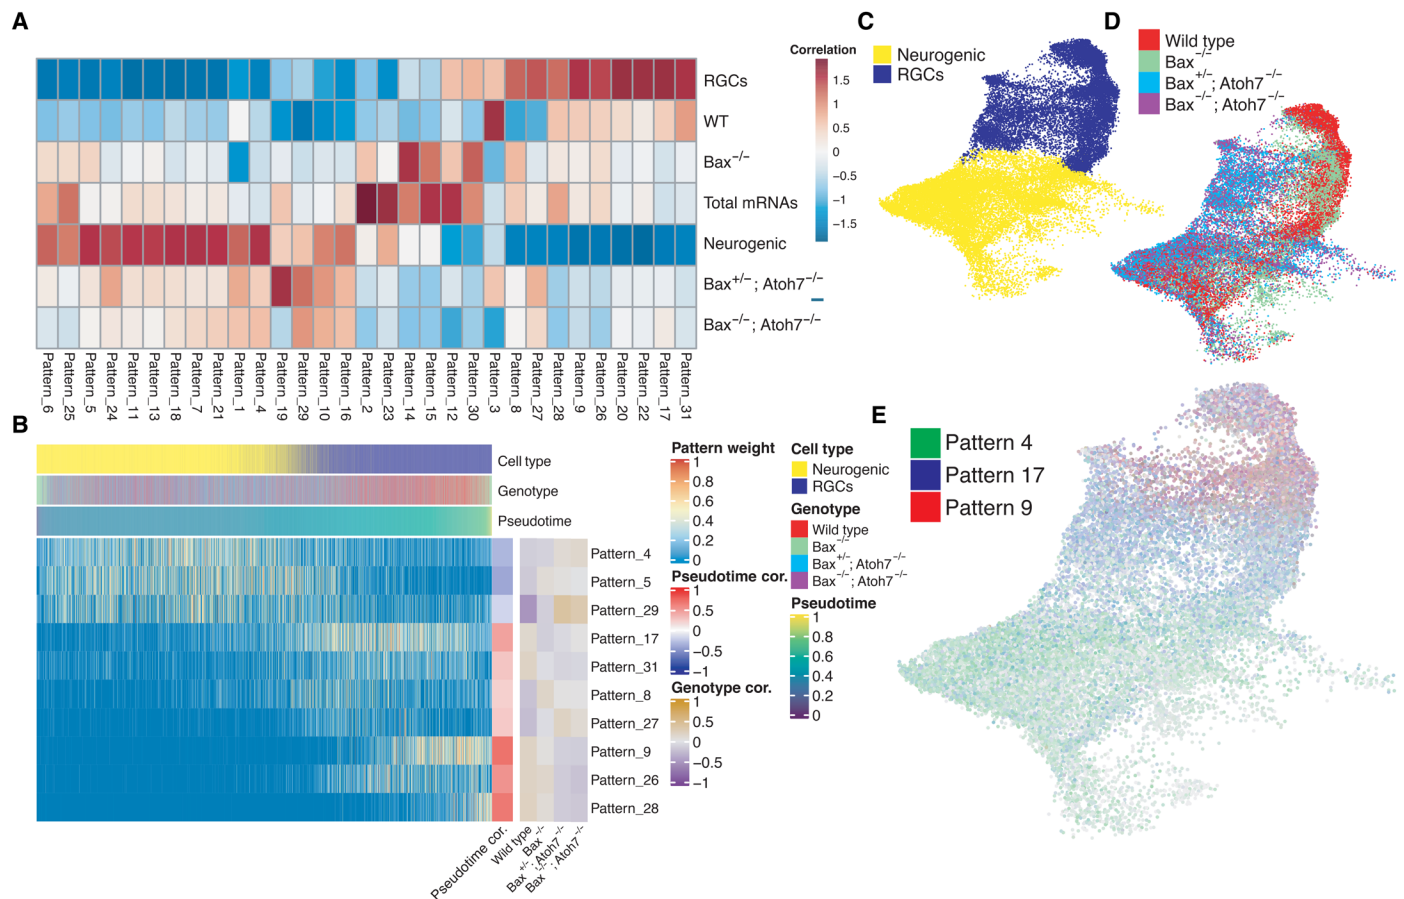 A
Correlation
1.5
1
0.5
0
−0.5
−1
−1.5
RGCs
WT
Bax−/−
Total mRNAs
Neurogenic
Bax+/− ; Atoh7−/−
Bax−/− ; Atoh7−/−
Pattern_6
Pattern_25
Pattern_5
Pattern_24
Pattern_11
Pattern_13
Pattern_18
Pattern_7
Pattern_21
Pattern_1
Pattern_4
Pattern_19
Pattern_29
Pattern_10
Pattern_16
Pattern_2
Pattern_23
Pattern_14
Pattern_15
Pattern_12
Pattern_30
Pattern_3
Pattern_8
Pattern_27
Pattern_28
Pattern_9
Pattern_26
Pattern_20
Pattern_22
Pattern_17
Pattern_31
C
Neurogenic
RGCs
D
Wild type
Bax−/−
Bax+/−; Atoh7−/−
Bax−/−; Atoh7−/−
B
Cell type
Genotype
Pseudotime
Pattern_4
Pattern_5
Pattern_29
Pattern_17
Pattern_31
Pattern_8
Pattern_27
Pattern_9
Pattern_26
Pattern_28
Pseudotime cor.
Wild type
Bax−/−
Bax+/−; Atoh7−/−
Bax−/−; Atoh7−/−
Pattern weight
1
0.8
0.6
0.4
0.2
0
Pseudotime cor.
1
0.5
0
−0.5
−1
Genotype cor.
1
0.5
0
−0.5
−1
Cell type
Neurogenic
RGCs
Genotype
Wild type
Bax−/−
Bax+/−; Atoh7−/−
Bax−/−; Atoh7−/−
Pseudotime
1
0.8
0.6
0.4
0.2
0
E
Pattern 4
Pattern 17
Pattern 9